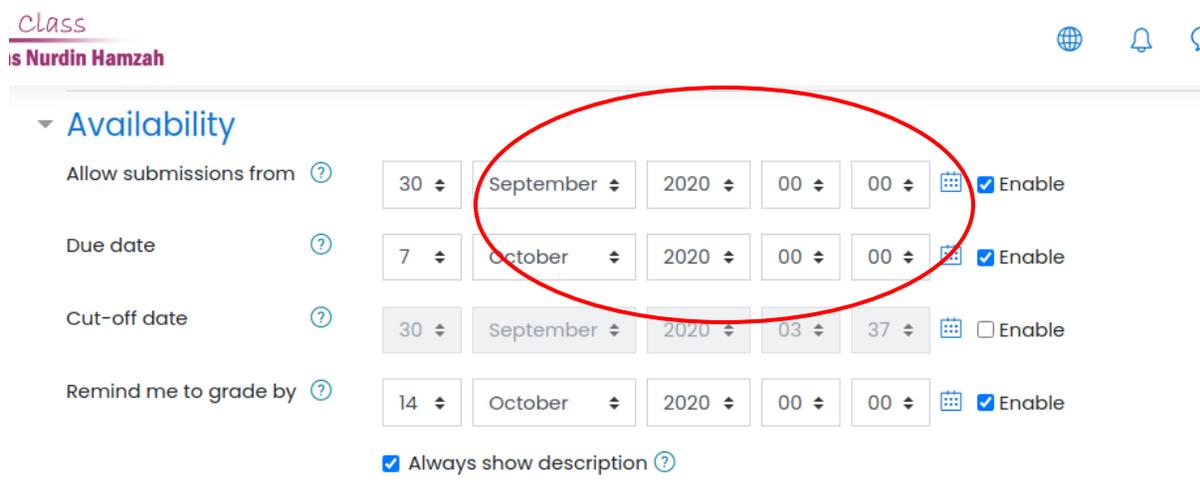 Class
s Nurdin Hamzah
Availability
Allow submissions from ? 30 September 2020 00 00 Enable
Due date ? 7 October 2020 00 00 Enable
Cut-off date ? 30 September 2020 03 37 Enable
Remind me to grade by ? 14 October 2020 00 00 Enable
Always show description ?